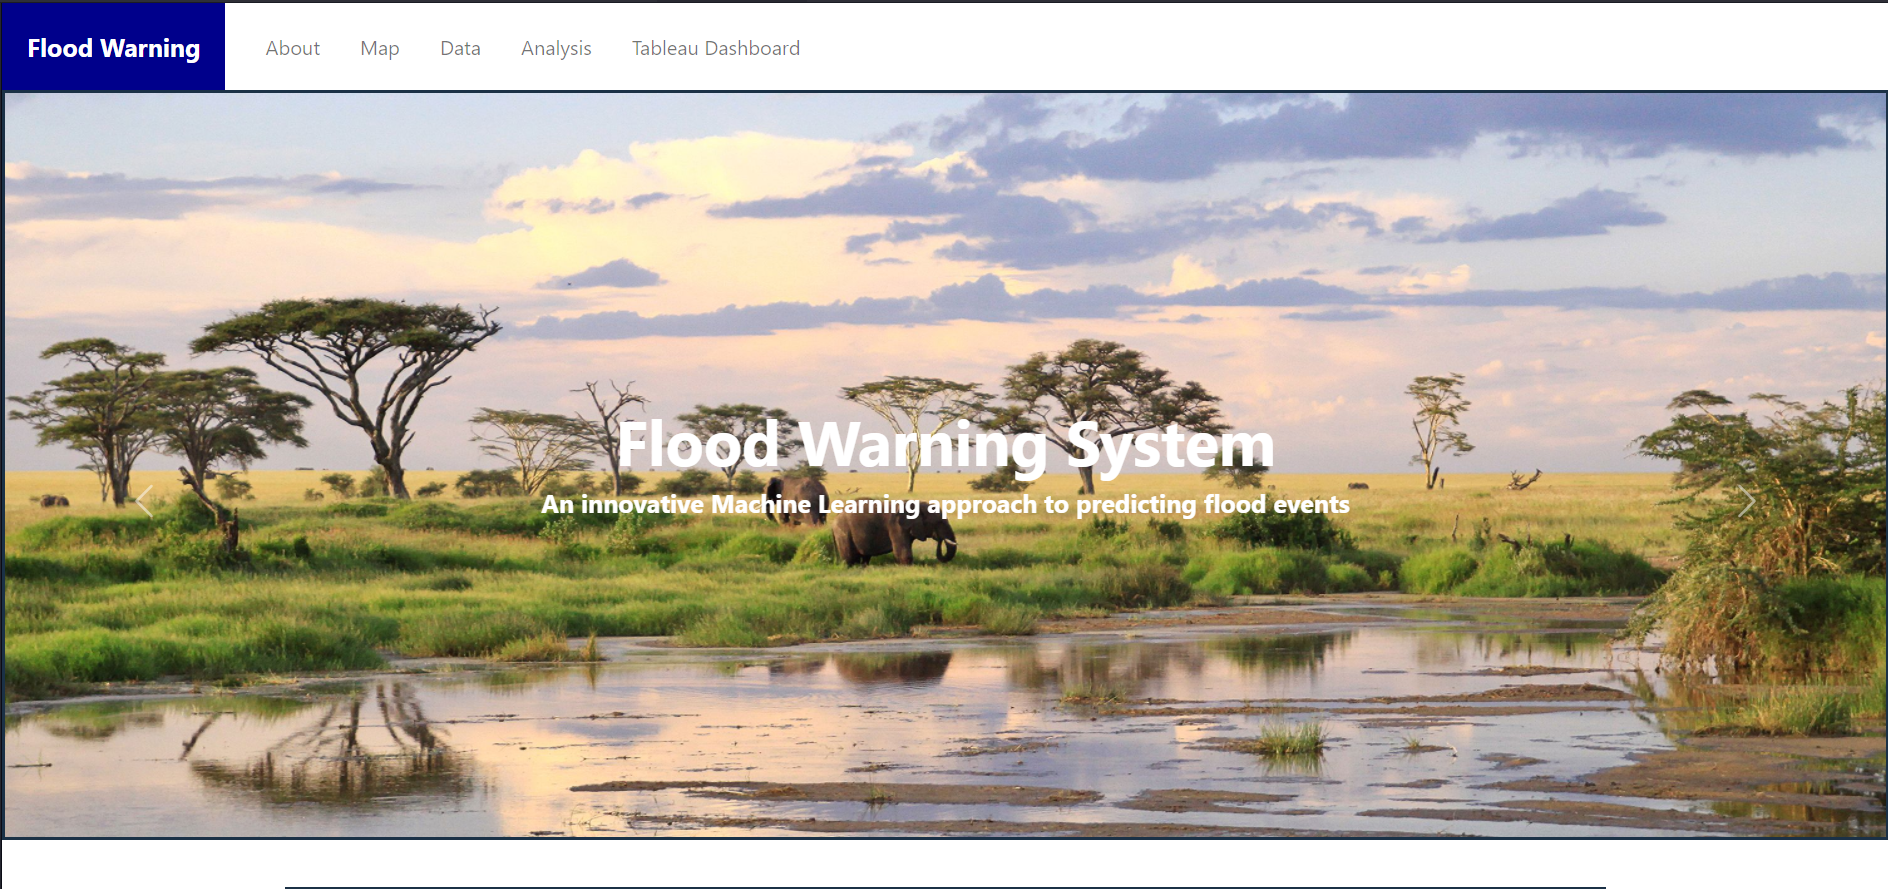 Flood Warning
About
Map
Data
Analysis
Tableau Dashboard
Flood Warning System
An innovative Machine Learning approach to predicting flood events